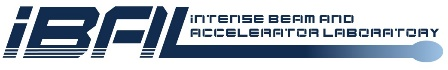 iBAL
INTENSE BEAM AND
ACCELERATOR LABORATORY